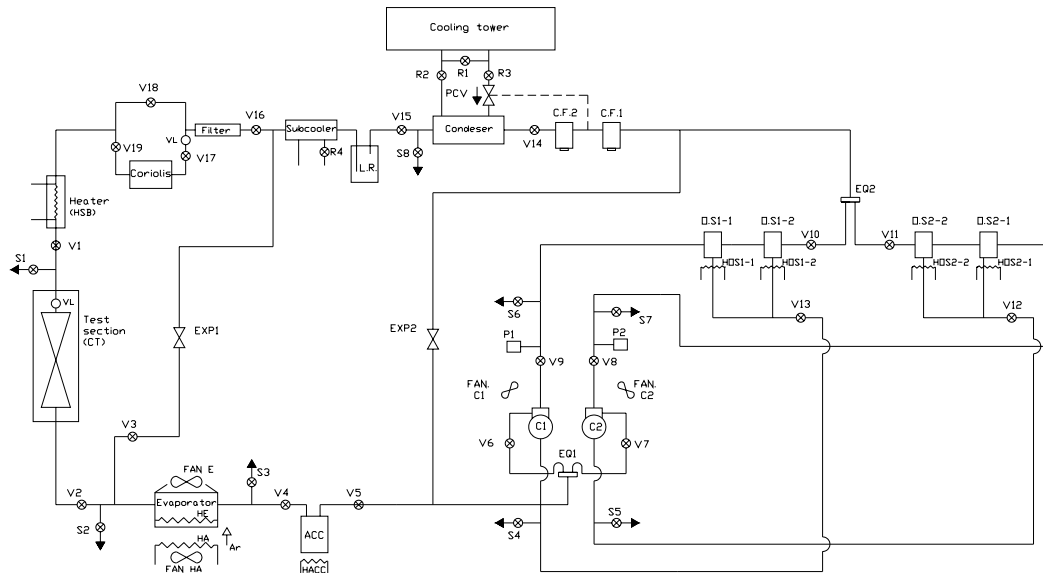 Cooling tower
R2
R1
R3
PCV
V18
V16
V15
C.F.2
C.F.1
VL
Filter
Subcooler
Condeser
V14
V19
V17
R4
S8
L.R.
Coriolis
Heater
(HSB)
EQ2
O.S1-1
O.S1-2
O.S2-2
O.S2-1
V10
V11
V1
S1
HOS1-1
HOS1-2
HOS2-2
HOS2-1
VL
V13
V12
S6
S7
Test
section
(CT)
EXP1
EXP2
P1
P2
V9
V8
FAN.
C1
FAN.
C2
V3
C1
C2
V6
V7
EQ1
FAN E
S3
V2
V4
V5
Evaporator
HE
S2
S4
S5
HA
Ar
ACC
FAN HA
HACC